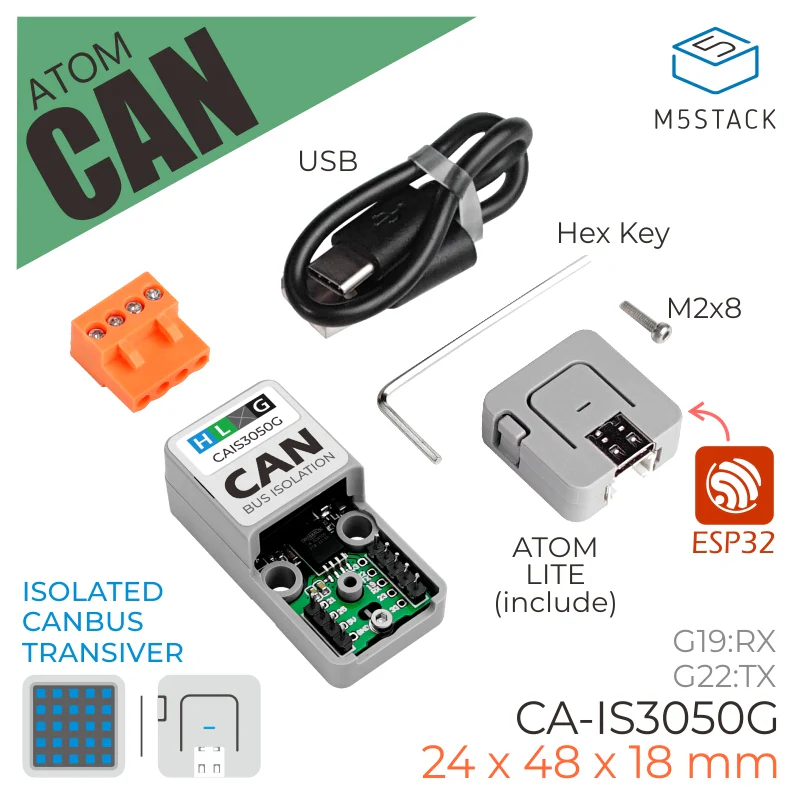 ATOM
CAN
M5STACK
USB
Hex Key
M2x8
HLXG
CAIS3050G
CAN
BUS ISOLATION
ESP32
ATOM
LITE
(include)
ISOLATED
CANBUS
TRANSIVER
G19:RX
G22:TX
CA-IS3050G
24 x 48 x 18 mm